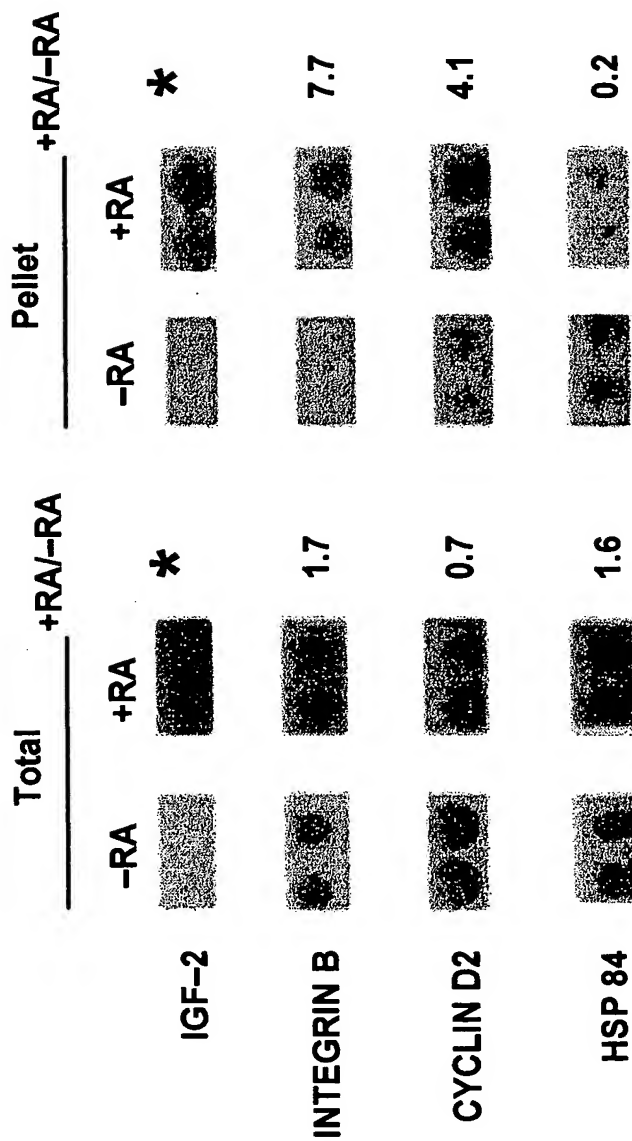 Total Pellet
−RA +RA +RA/−RA −RA +RA +RA/−RA
IGF−2 * *
INTEGRIN B 1.7 7.7
CYCLIN D2 0.7 4.1
HSP 84 1.6 0.2